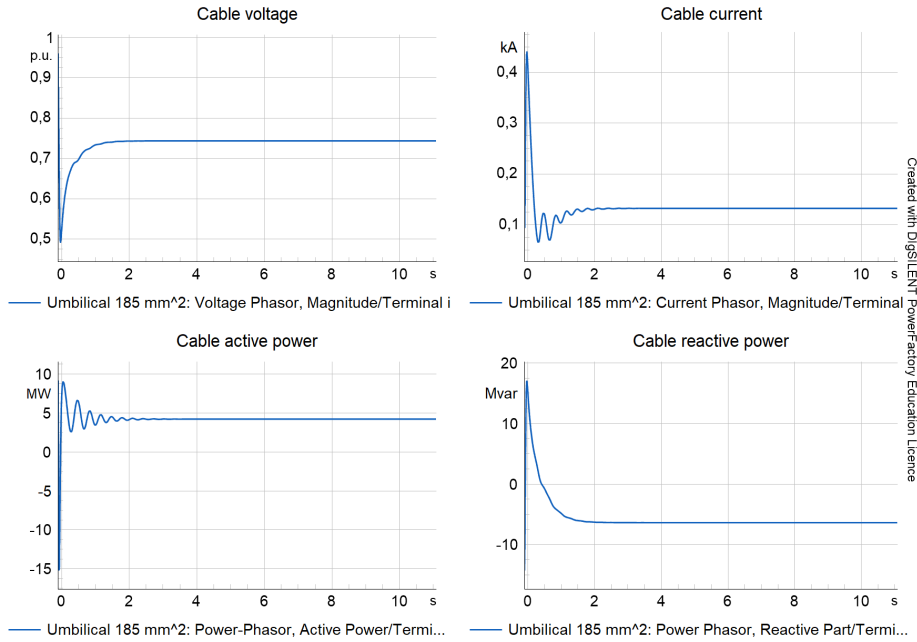 Cable voltage
1
p.u.
0,9
0,8
0,7
0,6
0,5
0 2 4 6 8 10 s
Umbilical 185 mm^2: Voltage Phasor, Magnitude/Terminal i
Cable current
kA
0,4
0,3
0,2
0,1
0 2 4 6 8 10 s
Umbilical 185 mm^2: Current Phasor, Magnitude/Terminal
Cable active power
10
MW
5
0
-5
-10
-15
0 2 4 6 8 10 s
Umbilical 185 mm^2: Power-Phasor, Active Power/Termi...
Cable reactive power
20
Mvar
10
0
-10
0 2 4 6 8 10 s
Umbilical 185 mm^2: Power Phasor, Reactive Part/Termi...
Created with DIgSILENT PowerFactory Education Licence